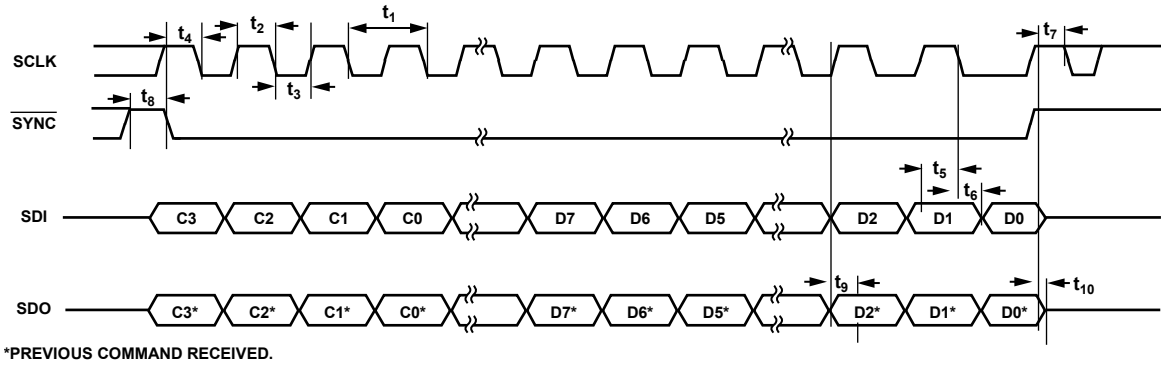 t4
t2
t1
t7
SCLK
t3
t8
SYNC
t5
t6
SDI
C3
C2
C1
C0
D7
D6
D5
D2
D1
D0
t9
t10
SDO
C3*
C2*
C1*
C0*
D7*
D6*
D5*
D2*
D1*
D0*
*PREVIOUS COMMAND RECEIVED.